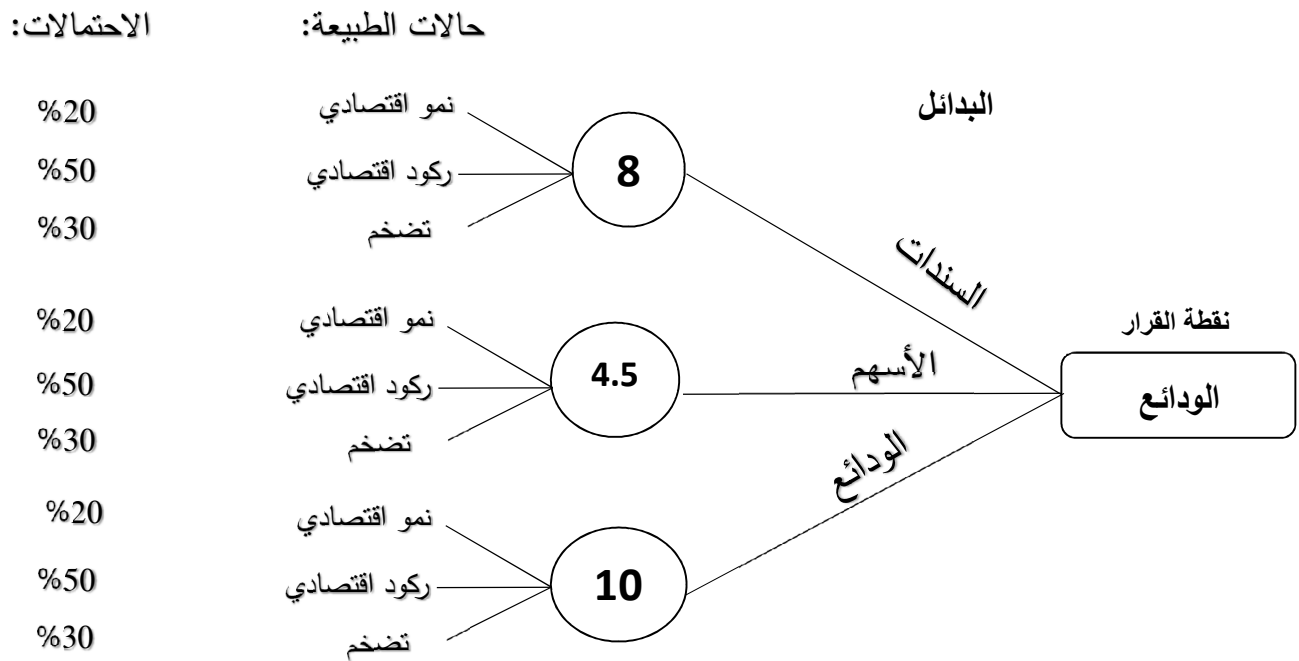 حالات الطبيعة: الاحتمالات:
البدائل
نمو اقتصادي %20
8
ركود اقتصادي %50
تضخم %30
السندات
نقطة القرار
نمو اقتصادي %20
الودائع
الأسهم
4.5
ركود اقتصادي %50
تضخم %30
الودائع
نمو اقتصادي %20
10
ركود اقتصادي %50
تضخم %30